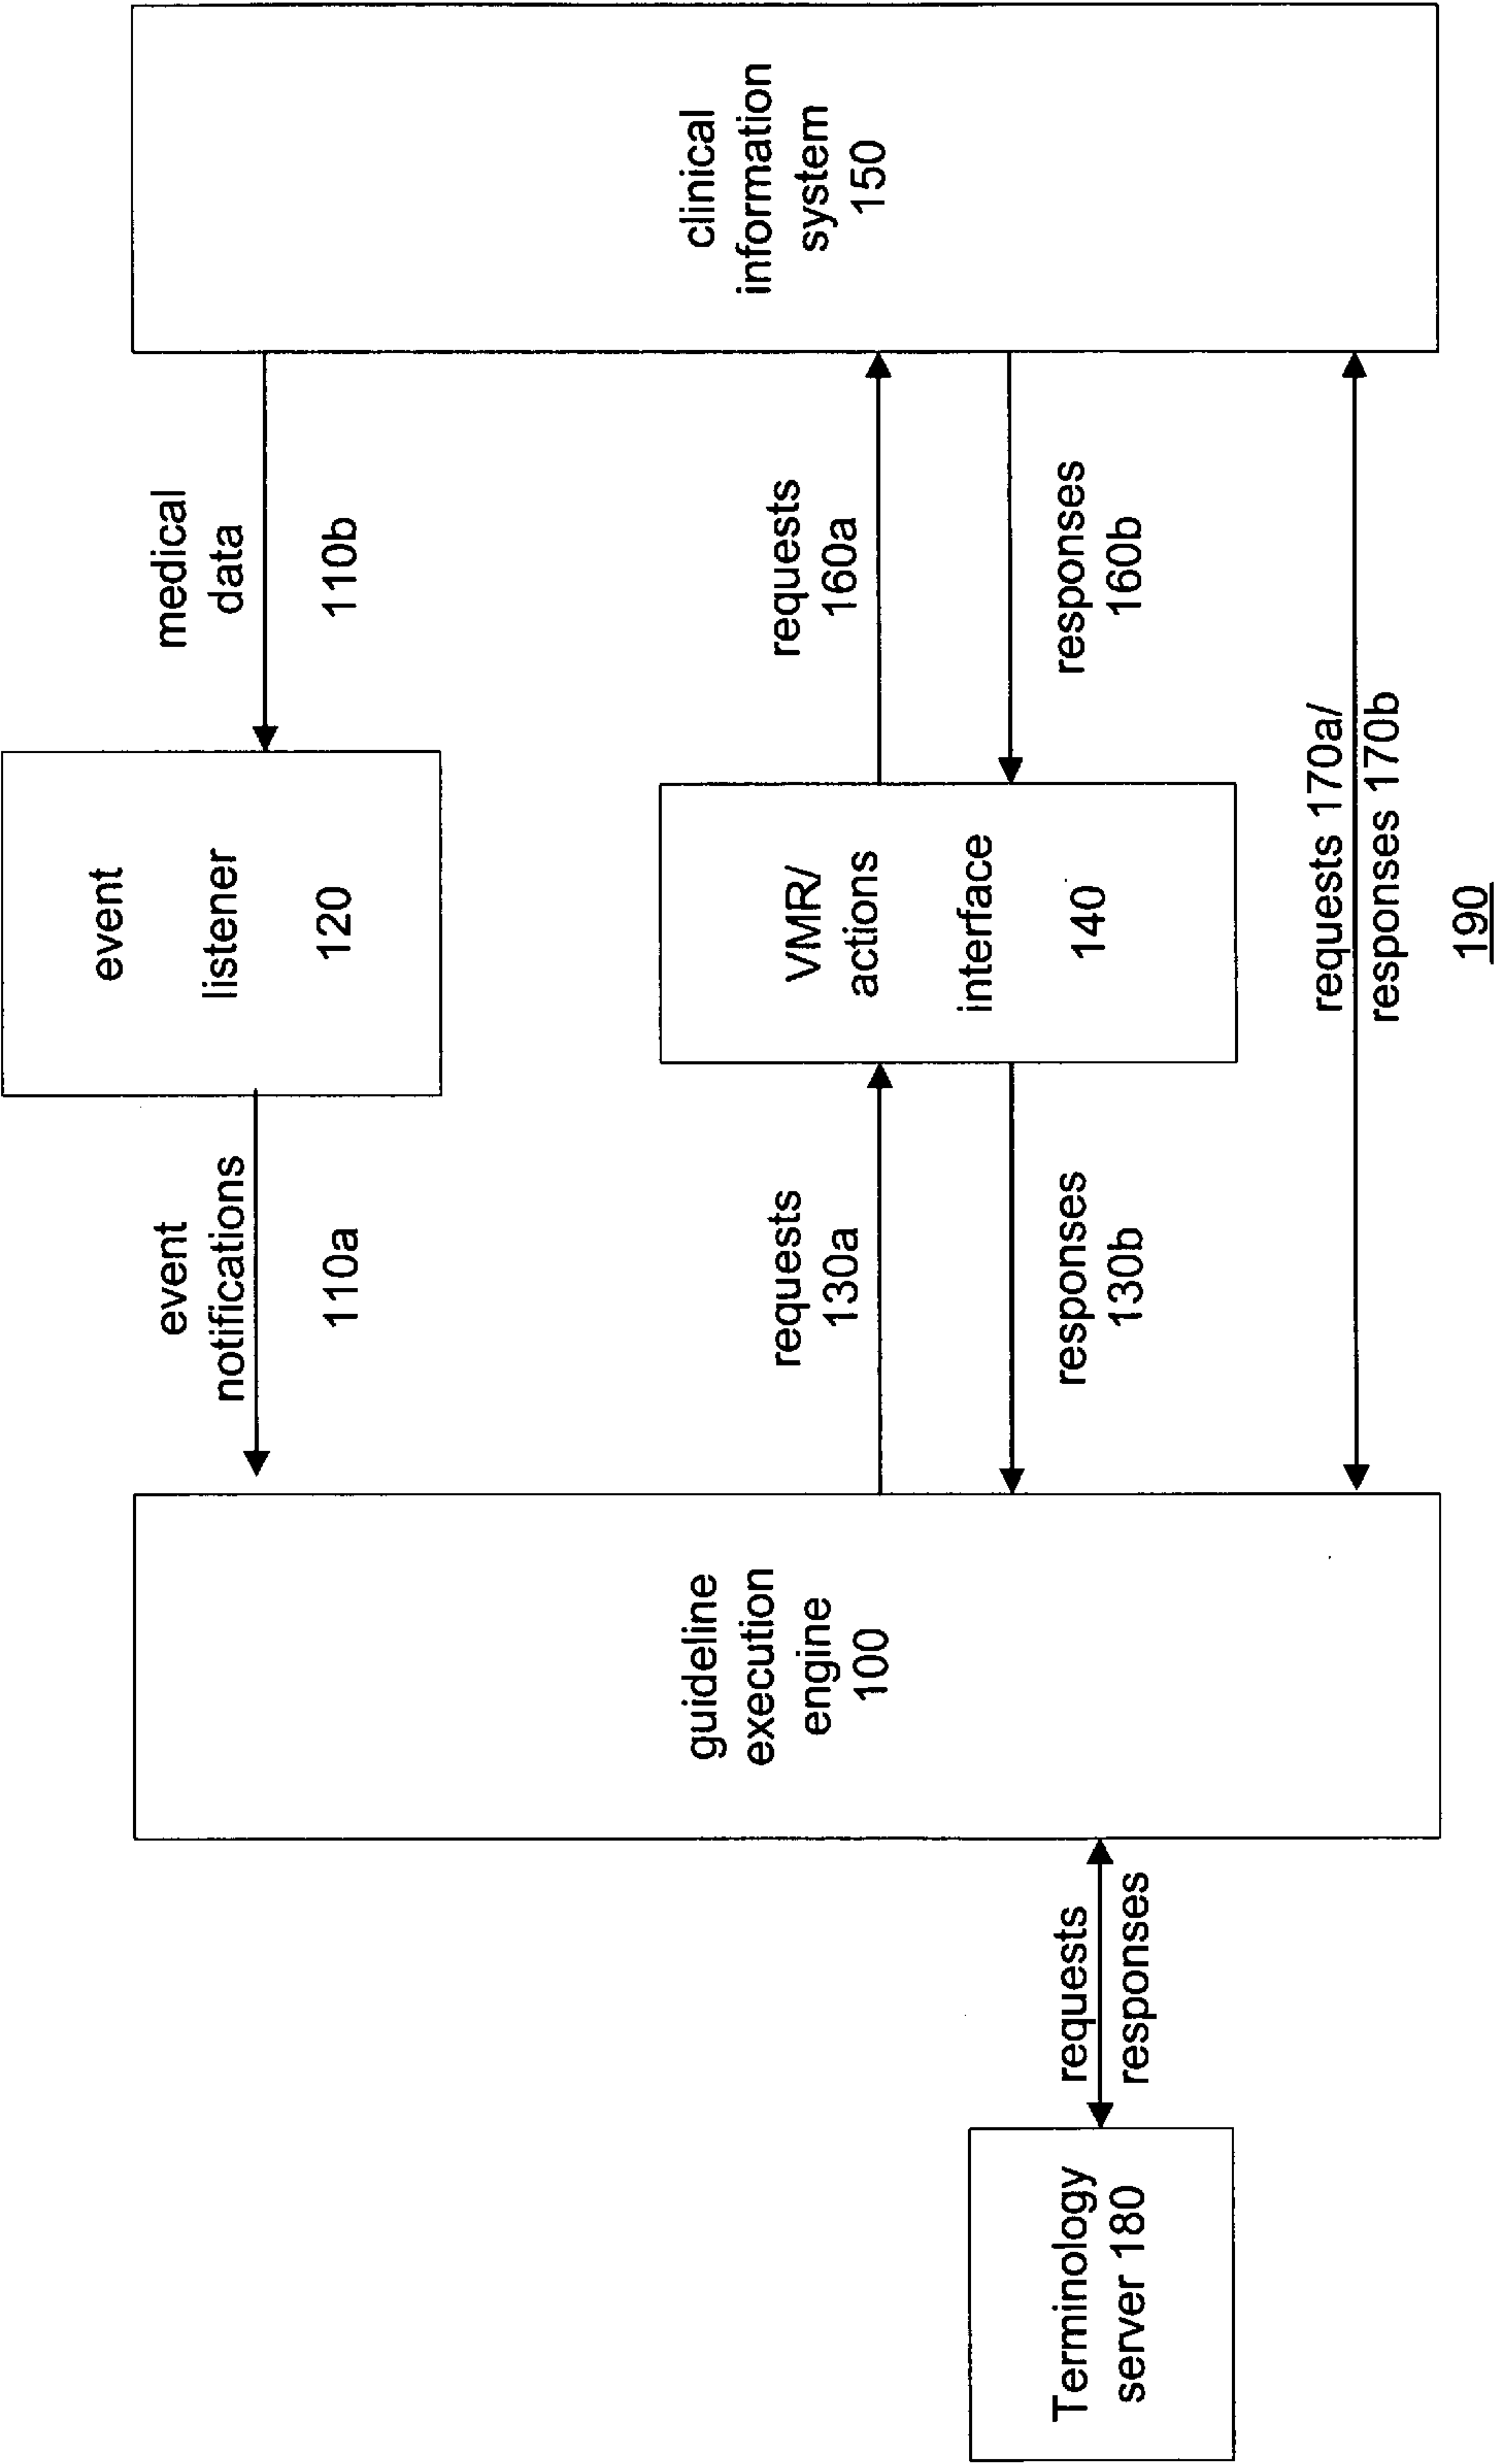 event
listener
120
medical
data
110b
event
notifications
110a
clinical
information
system
150
requests
160a
responses
160b
VMR/
actions
interface
140
requests
130a
responses
130b
guideline
execution
engine
100
requests
responses
Terminology
server 180
requests 170a/
responses 170b
190